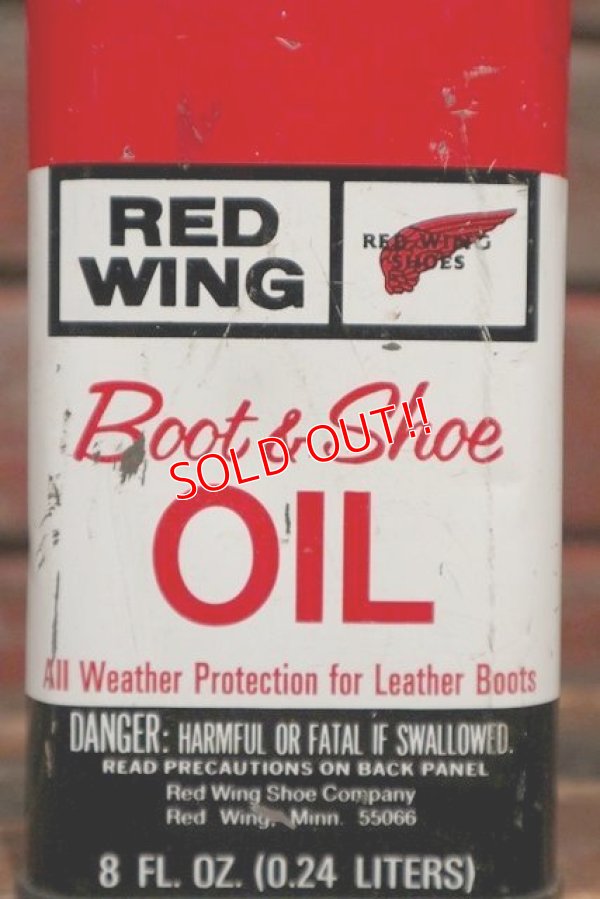 RED
WING
RED WING
SHOES
Boot & Shoe
SOLD OUT!!
OIL
All Weather Protection for Leather Boots
DANGER: HARMFUL OR FATAL IF SWALLOWED.
READ PRECAUTIONS ON BACK PANEL
Red Wing Shoe Company
Red Wing, Minn. 55066
8 FL. OZ. (0.24 LITERS)